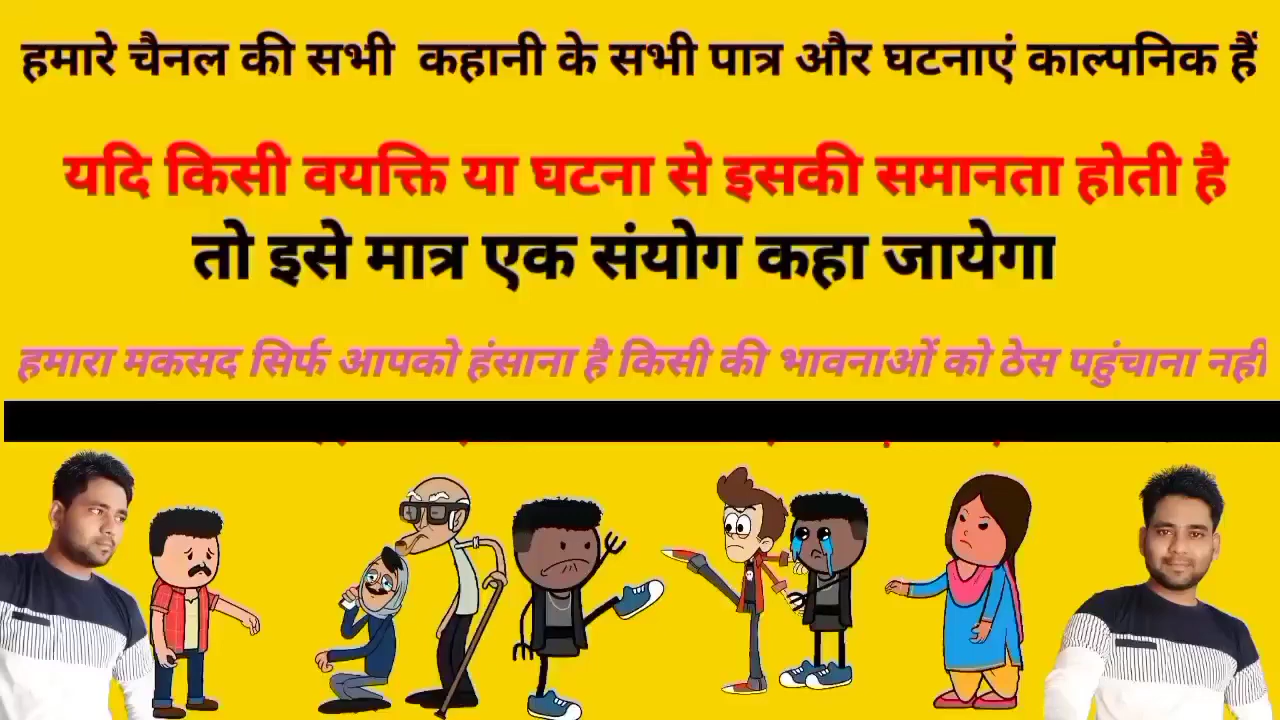 हमारे चैनल की सभी कहानी के सभी पात्र और घटनाएं काल्पनिक हैं
यदि किसी वयक्ति या घटना से इसकी समानता होती है
तो इसे मात्र एक संयोग कहा जायेगा
हमारा मकसद सिर्फ आपको हंसाना है किसी की भावनाओं को ठेस पहुंचाना नहीं